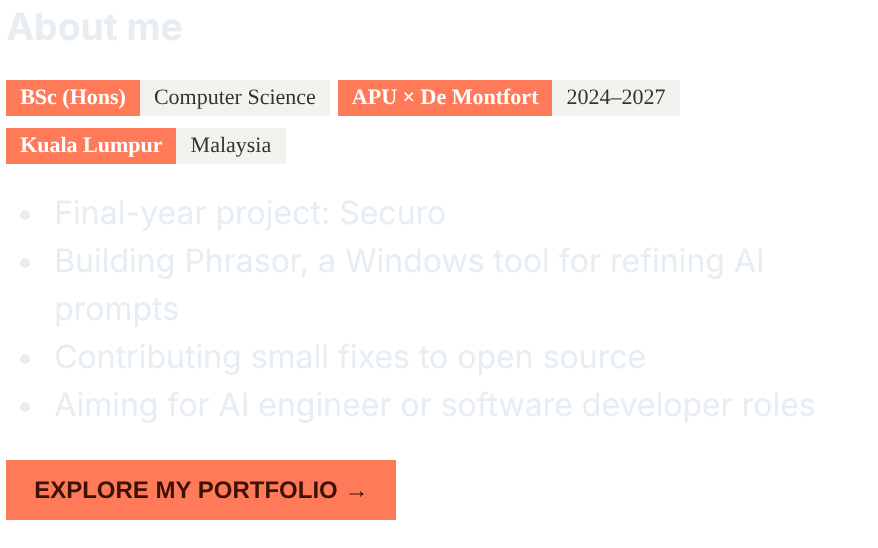 About me
BSc (Hons) Computer Science APU × De Montfort 2024–2027
Kuala Lumpur Malaysia
• Final-year project: Securo
• Building Phrasor, a Windows tool for refining AI
prompts
• Contributing small fixes to open source
• Aiming for AI engineer or software developer roles
EXPLORE MY PORTFOLIO →